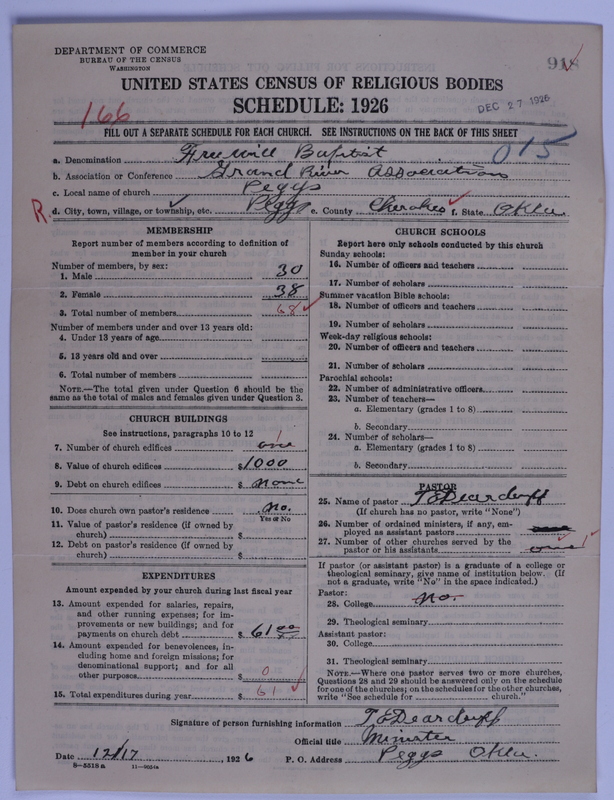 DEPARTMENT OF COMMERCE
BUREAU OF THE CENSUS
WASHINGTON
UNITED STATES CENSUS OF RELIGIOUS BODIES
SCHEDULE: 1926
DEC 27 1926
166
FILL OUT A SEPARATE SCHEDULE FOR EACH CHURCH. SEE INSTRUCTIONS ON THE BACK OF THIS SHEET
015
a. Denomination Freewill Baptist
b. Association or Conference Grand River Association
c. Local name of church Peggs
R d. City, town, village, or township, etc. Peggs e. County Cherokee f. State Okla
MEMBERSHIP
Report number of members according to definition of
member in your church
Number of members, by sex:
1. Male 30
2. Female 38
3. Total number of members 68
Number of members under and over 13 years old:
4. Under 13 years of age
5. 13 years old and over
6. Total number of members
NOTE.—The total given under Question 6 should be the
same as the total of males and females given under Question 3.
CHURCH BUILDINGS
See instructions, paragraphs 10 to 12
7. Number of church edifices one 1
8. Value of church edifices $1000
9. Debt on church edifices $ None
10. Does church own pastor's residence No.
Yes or No
11. Value of pastor's residence (if owned by
church) $
12. Debt on pastor's residence (if owned by
church) $
EXPENDITURES
Amount expended by your church during last fiscal year
13. Amount expended for salaries, repairs,
and other running expenses; for im-
provements or new buildings; and for
payments on church debt $ 61 00
14. Amount expended for benevolences, in-
cluding home and foreign missions; for
denominational support; and for all
other purposes $ 0
15. Total expenditures during year $ 61
CHURCH SCHOOLS
Report here only schools conducted by this church
Sunday schools:
16. Number of officers and teachers
17. Number of scholars
Summer vacation Bible schools:
18. Number of officers and teachers
19. Number of scholars
Week-day religious schools:
20. Number of officers and teachers
21. Number of scholars
Parochial schools:
22. Number of administrative officers
23. Number of teachers—
a. Elementary (grades 1 to 8)
b. Secondary
24. Number of scholars—
a. Elementary (grades 1 to 8)
b. Secondary
PASTOR
25. Name of pastor T E Deardorff
(If church has no pastor, write "None")
26. Number of ordained ministers, if any, em-
ployed as assistant pastors
27. Number of other churches served by the
pastor or his assistants one 1
If pastor (or assistant pastor) is a graduate of a college or
theological seminary, give name of institution below. (If
not a graduate, write "No" in the space indicated.)
Pastor:
28. College no.
29. Theological seminary
Assistant pastor:
30. College
31. Theological seminary
NOTE.—Where one pastor serves two or more churches,
Questions 28 and 29 should be answered only on the schedule
for one of the churches; on the schedules for the other churches,
write "See schedule for church."
Signature of person furnishing information T E Deardorff
Official title Minister
Date 12/17, 1926 P. O. Address Peggs Okla.
8-5518 a